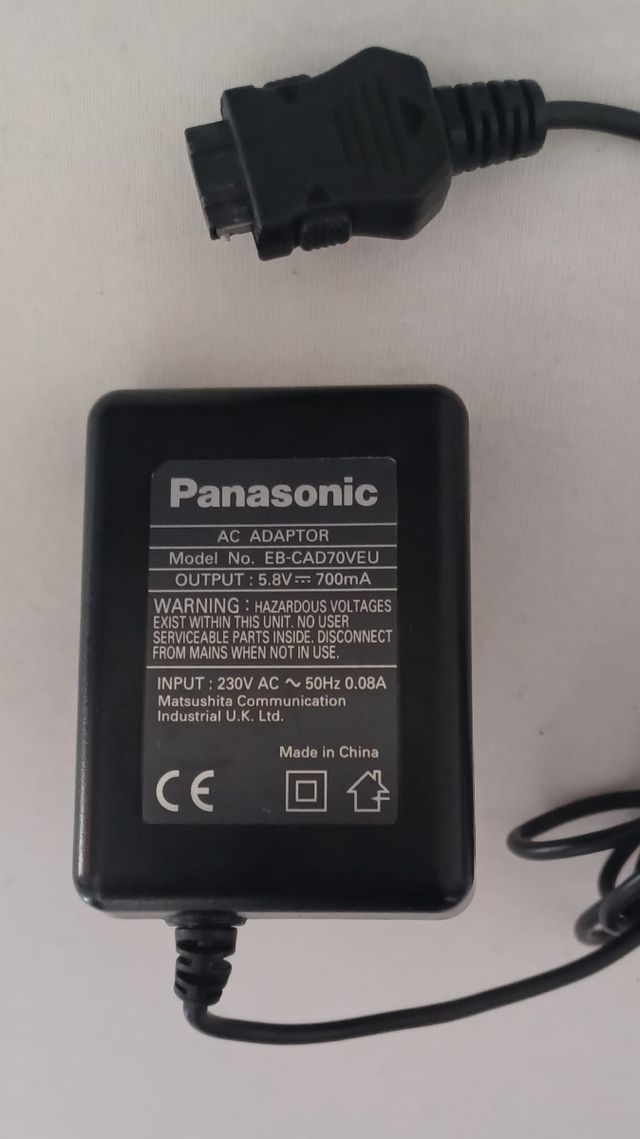 Panasonic
AC ADAPTOR
Model No. EB-CAD70VEU
OUTPUT : 5.8V⎓ 700mA
WARNING : HAZARDOUS VOLTAGES
EXIST WITHIN THIS UNIT. NO USER
SERVICEABLE PARTS INSIDE. DISCONNECT
FROM MAINS WHEN NOT IN USE.
INPUT : 230V AC ~ 50Hz 0.08A
Matsushita Communication
Industrial U.K. Ltd.
Made in China
CE